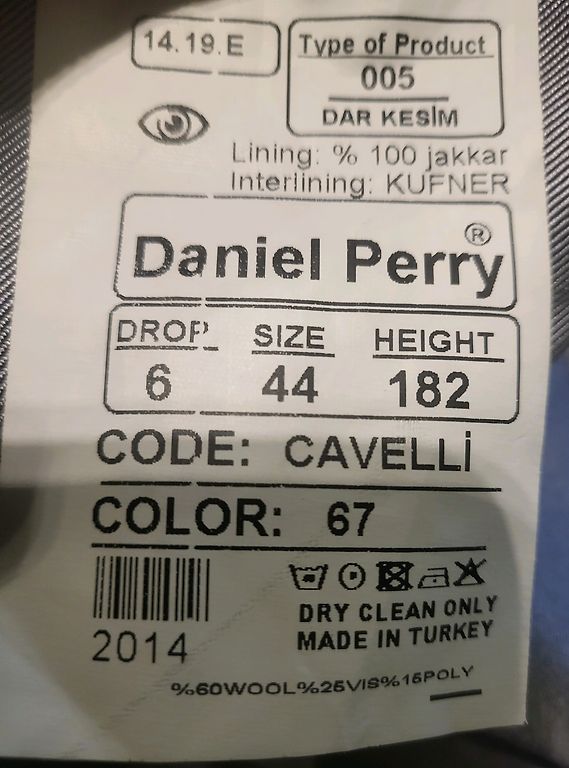 14.19.E
Type of Product
005
DAR KESİM
Lining: % 100 jakkar
Interlining: KUFNER
Daniel Perry®
DROP SIZE HEIGHT
6 44 182
CODE: CAVELLİ
COLOR: 67
DRY CLEAN ONLY
MADE IN TURKEY
2014
%60WOOL%25VIS%15POLY